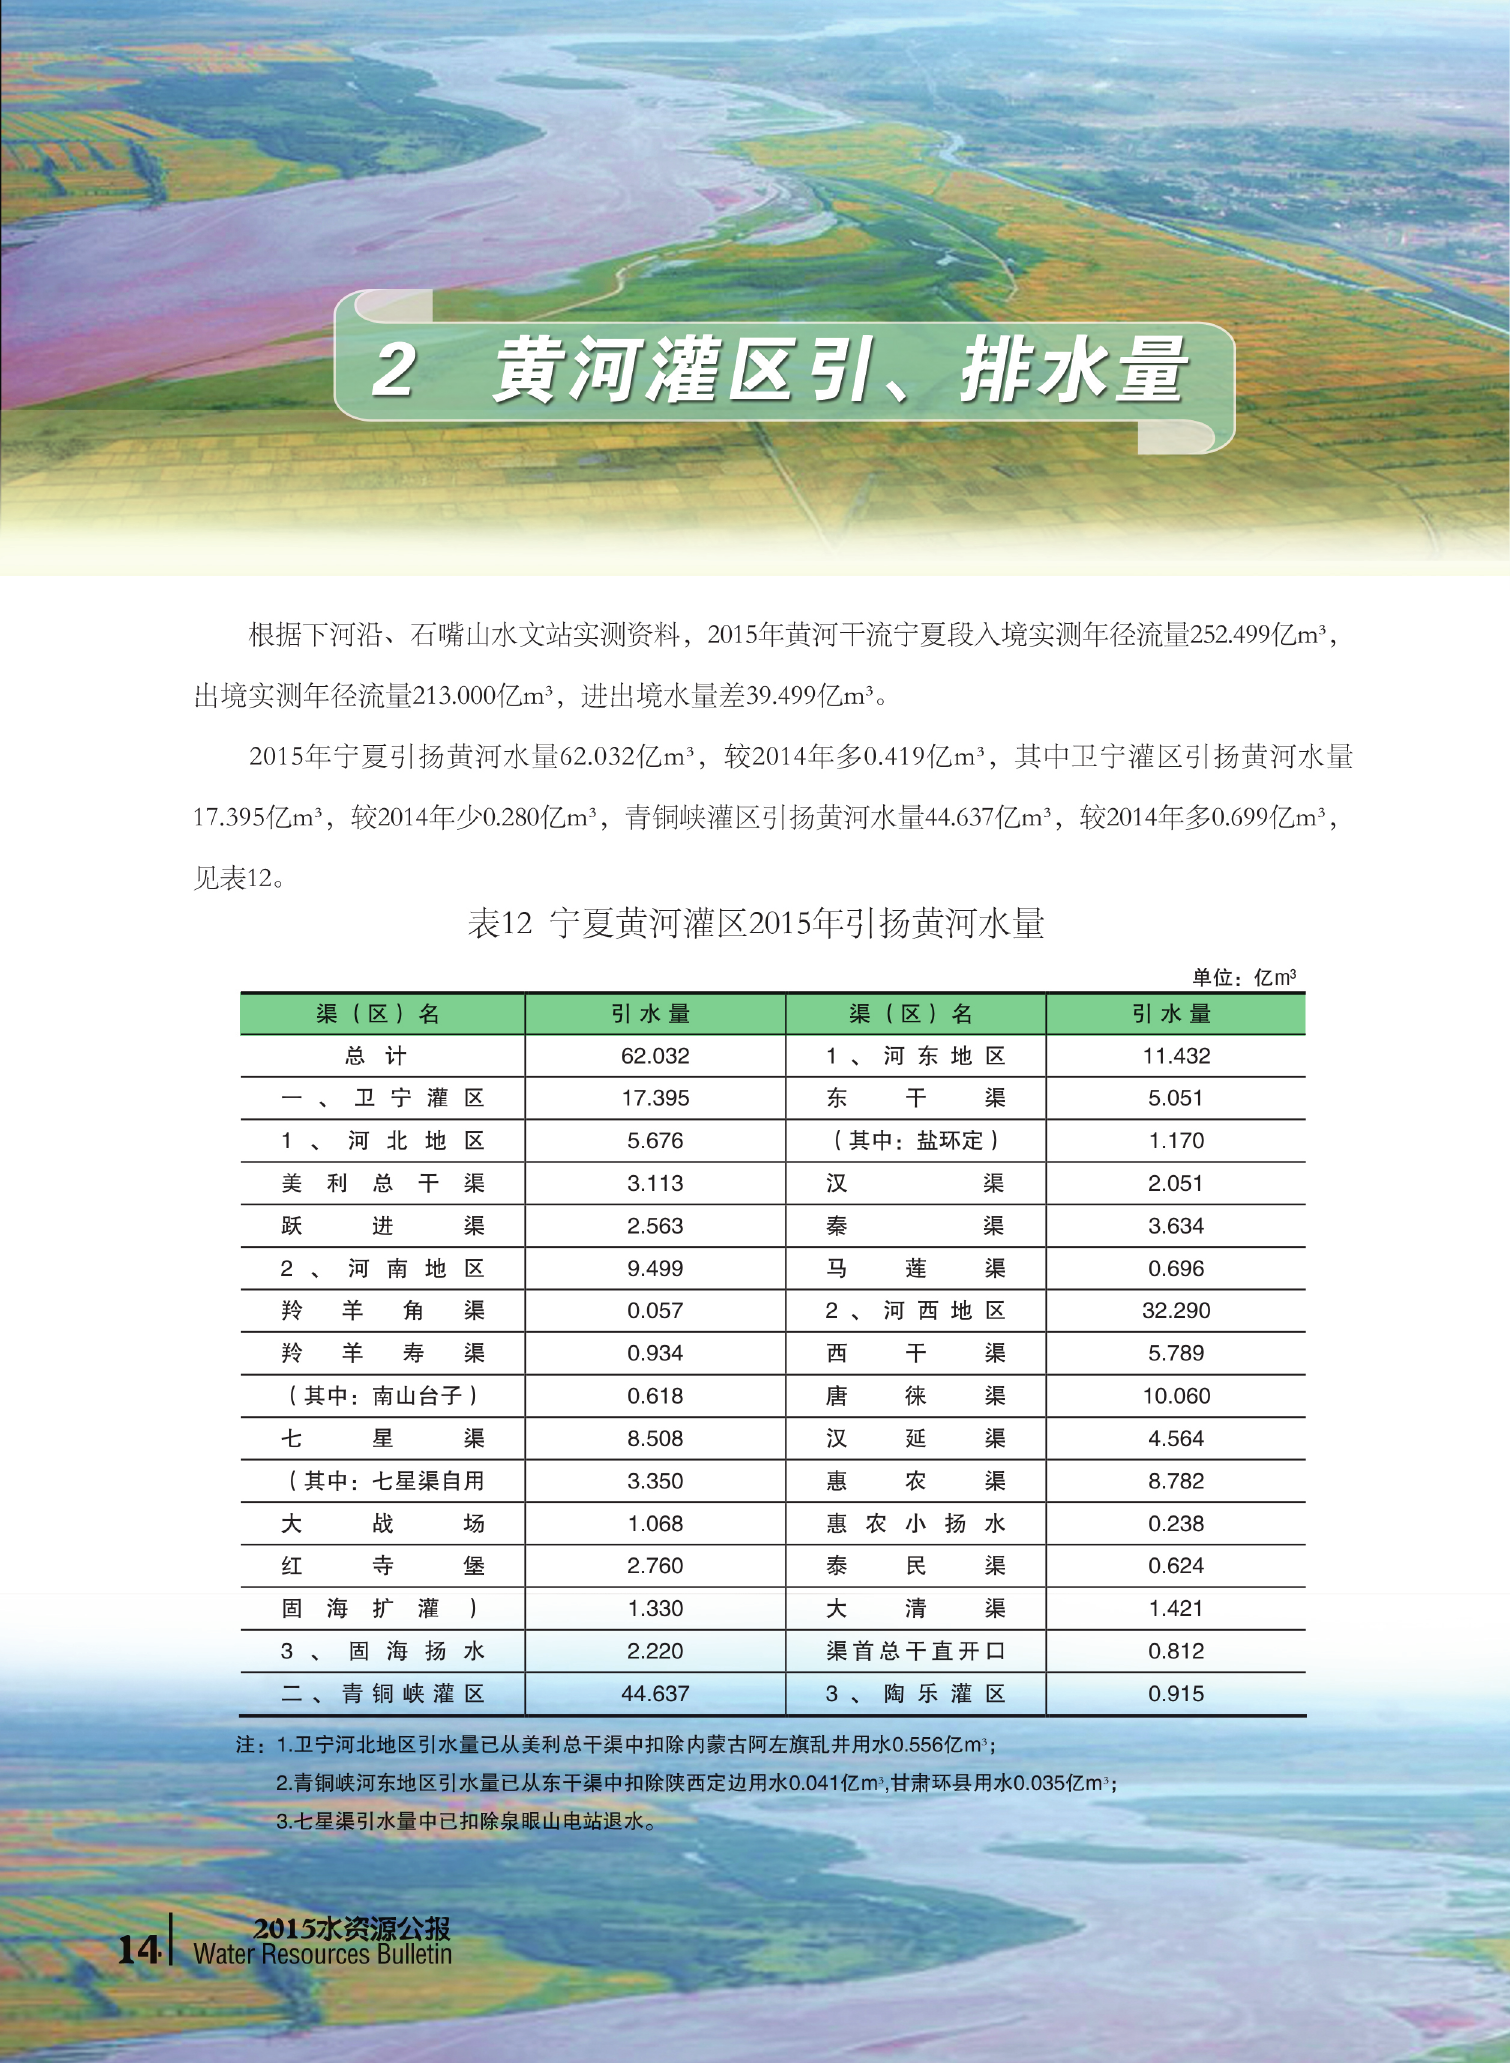 2 黄河灌区引、排水量
根据下河沿、石嘴山水文站实测资料，2015年黄河干流宁夏段入境实测年径流量252.499亿m³，
出境实测年径流量213.000亿m³，进出境水量差39.499亿m³。
2015年宁夏引扬黄河水量62.032亿m³，较2014年多0.419亿m³，其中卫宁灌区引扬黄河水量
17.395亿m³，较2014年少0.280亿m³，青铜峡灌区引扬黄河水量44.637亿m³，较2014年多0.699亿m³，
见表12。
表12 宁夏黄河灌区2015年引扬黄河水量
单位：亿m³
渠（区）名 引水量 渠（区）名 引水量
总计 62.032 1、河东地区 11.432
一、卫宁灌区 17.395 东干渠 5.051
1、河北地区 5.676 （其中：盐环定） 1.170
美利总干渠 3.113 汉渠 2.051
跃进渠 2.563 秦渠 3.634
2、河南地区 9.499 马莲渠 0.696
羚羊角渠 0.057 2、河西地区 32.290
羚羊寿渠 0.934 西干渠 5.789
（其中：南山台子） 0.618 唐徕渠 10.060
七星渠 8.508 汉延渠 4.564
（其中：七星渠自用 3.350 惠农渠 8.782
大战场 1.068 惠农小扬水 0.238
红寺堡 2.760 泰民渠 0.624
固海扩灌） 1.330 大清渠 1.421
3、固海扬水 2.220 渠首总干直开口 0.812
二、青铜峡灌区 44.637 3、陶乐灌区 0.915
注：1.卫宁河北地区引水量已从美利总干渠中扣除内蒙古阿左旗乱井用水0.556亿m³；
2.青铜峡河东地区引水量已从东干渠中扣除陕西定边用水0.041亿m³,甘肃环县用水0.035亿m³；
3.七星渠引水量中已扣除泉眼山电站退水。
2015水资源公报
14 Water Resources Bulletin